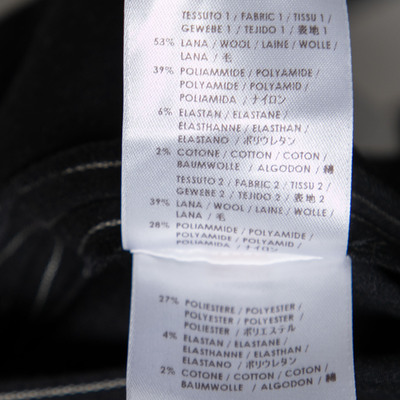 TESSUTO 1 / FABRIC 1 / TISSU 1 /
GEWEBE 1 / TEJIDO 1 / 表地 1
53% LANA / WOOL / LAINE / WOLLE /
LANA / 毛
39% POLIAMMIDE / POLYAMIDE /
POLYAMIDE / POLYAMID /
POLIAMIDA / ナイロン
6% ELASTAN / ELASTANE /
ELASTHANNE / ELASTHAN /
ELASTANO / ポリウレタン
2% COTONE / COTTON / COTON /
BAUMWOLLE / ALGODON / 綿
TESSUTO 2 / FABRIC 2 / TISSU 2 /
GEWEBE 2 / TEJIDO 2 / 表地 2
39% LANA / WOOL / LAINE / WOLLE /
LANA / 毛
28% POLIAMMIDE / POLYAMIDE /
POLYAMIDE / POLYAMID /
POLIAMIDA / ナイロン
27% POLIESTERE / POLYESTER /
POLYESTER / POLYESTER /
POLIESTER / ポリエステル
4% ELASTAN / ELASTANE /
ELASTHANNE / ELASTHAN /
ELASTANO / ポリウレタン
2% COTONE / COTTON / COTON /
BAUMWOLLE / ALGODON / 綿